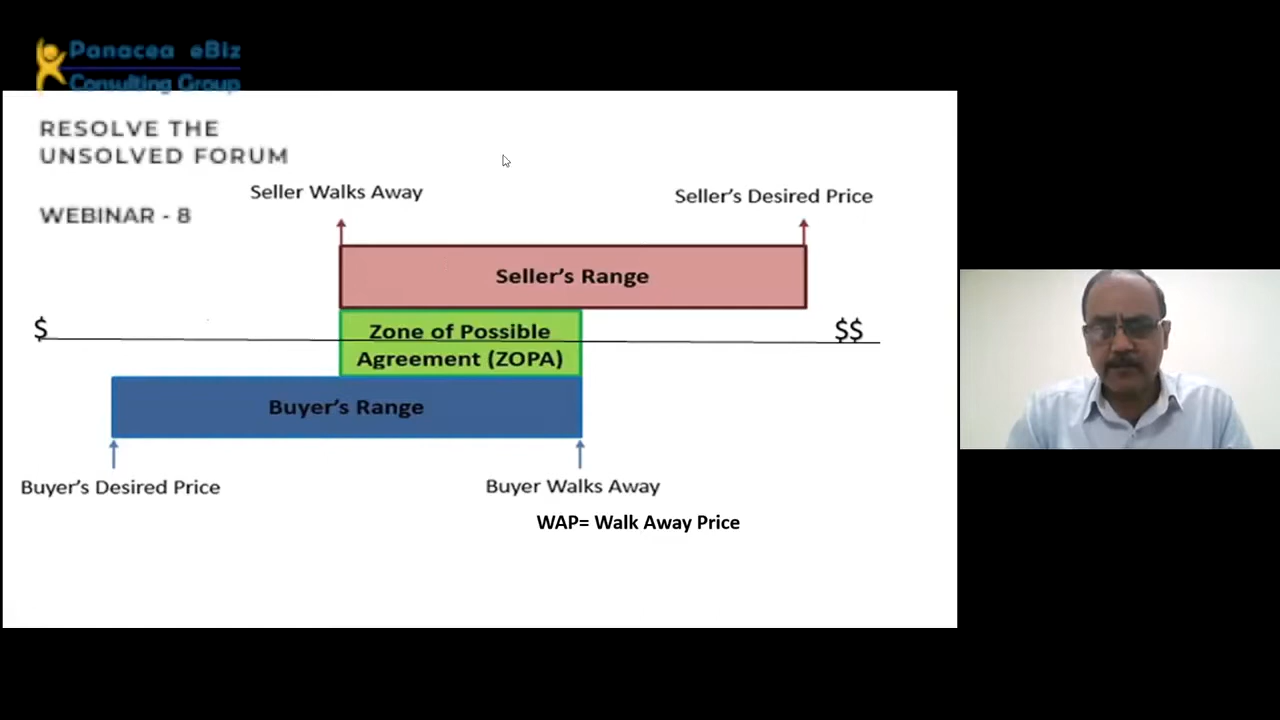 Panacea eBiz
Consulting Group
RESOLVE THE
UNSOLVED FORUM
WEBINAR - 8
Seller Walks Away
Seller's Desired Price
Seller's Range
$
Zone of Possible
Agreement (ZOPA)
$$
Buyer's Range
Buyer's Desired Price
Buyer Walks Away
WAP= Walk Away Price